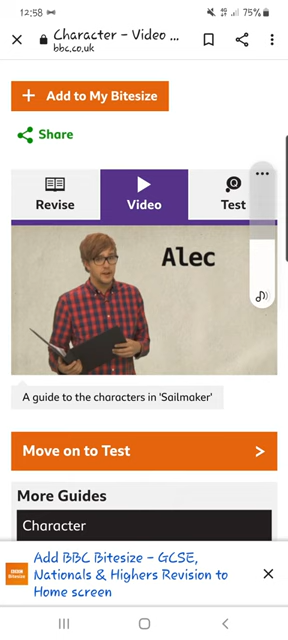 12:58
75%
Character – Video ...
bbc.co.uk
+ Add to My Bitesize
Share
Revise
Video
Test
Alec
A guide to the characters in 'Sailmaker'
Move on to Test
More Guides
Character
BBC
Bitesize
Add BBC Bitesize – GCSE,
Nationals & Highers Revision to
Home screen